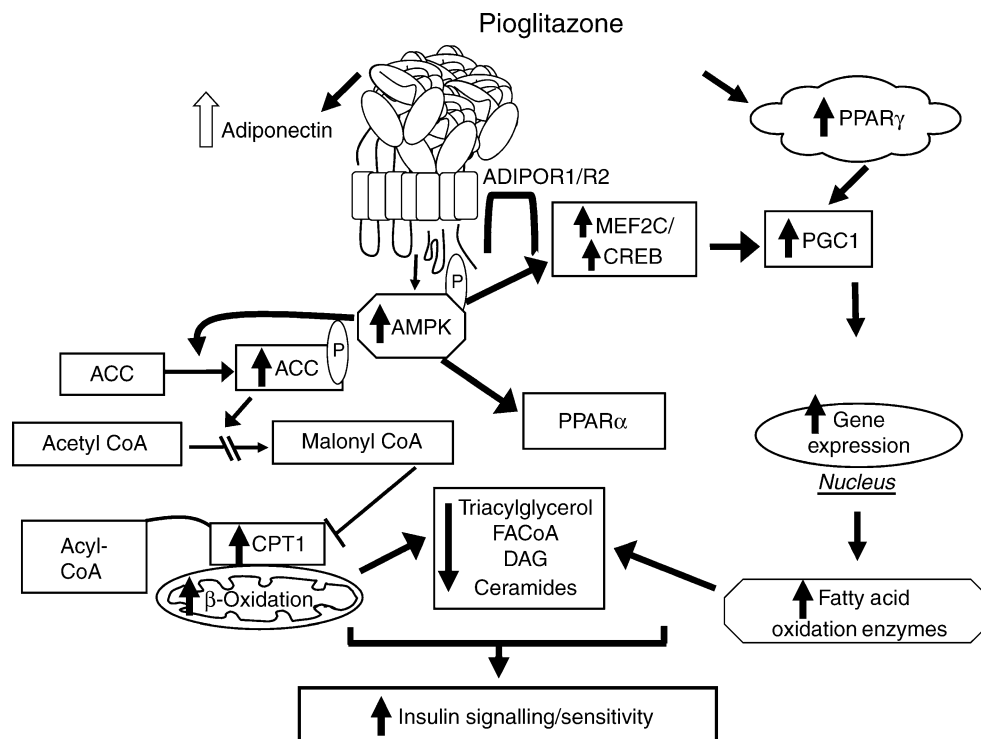 Pioglitazone
Adiponectin
PPARγ
ADIPOR1/R2
MEF2C/
CREB
PGC1
P
AMPK
P
ACC
ACC
PPARα
Gene
expression
Nucleus
Acetyl CoA
Malonyl CoA
Triacylglycerol
FACoA
DAG
Ceramides
Acyl-
CoA
CPT1
β-Oxidation
Fatty acid
oxidation enzymes
Insulin signalling/sensitivity